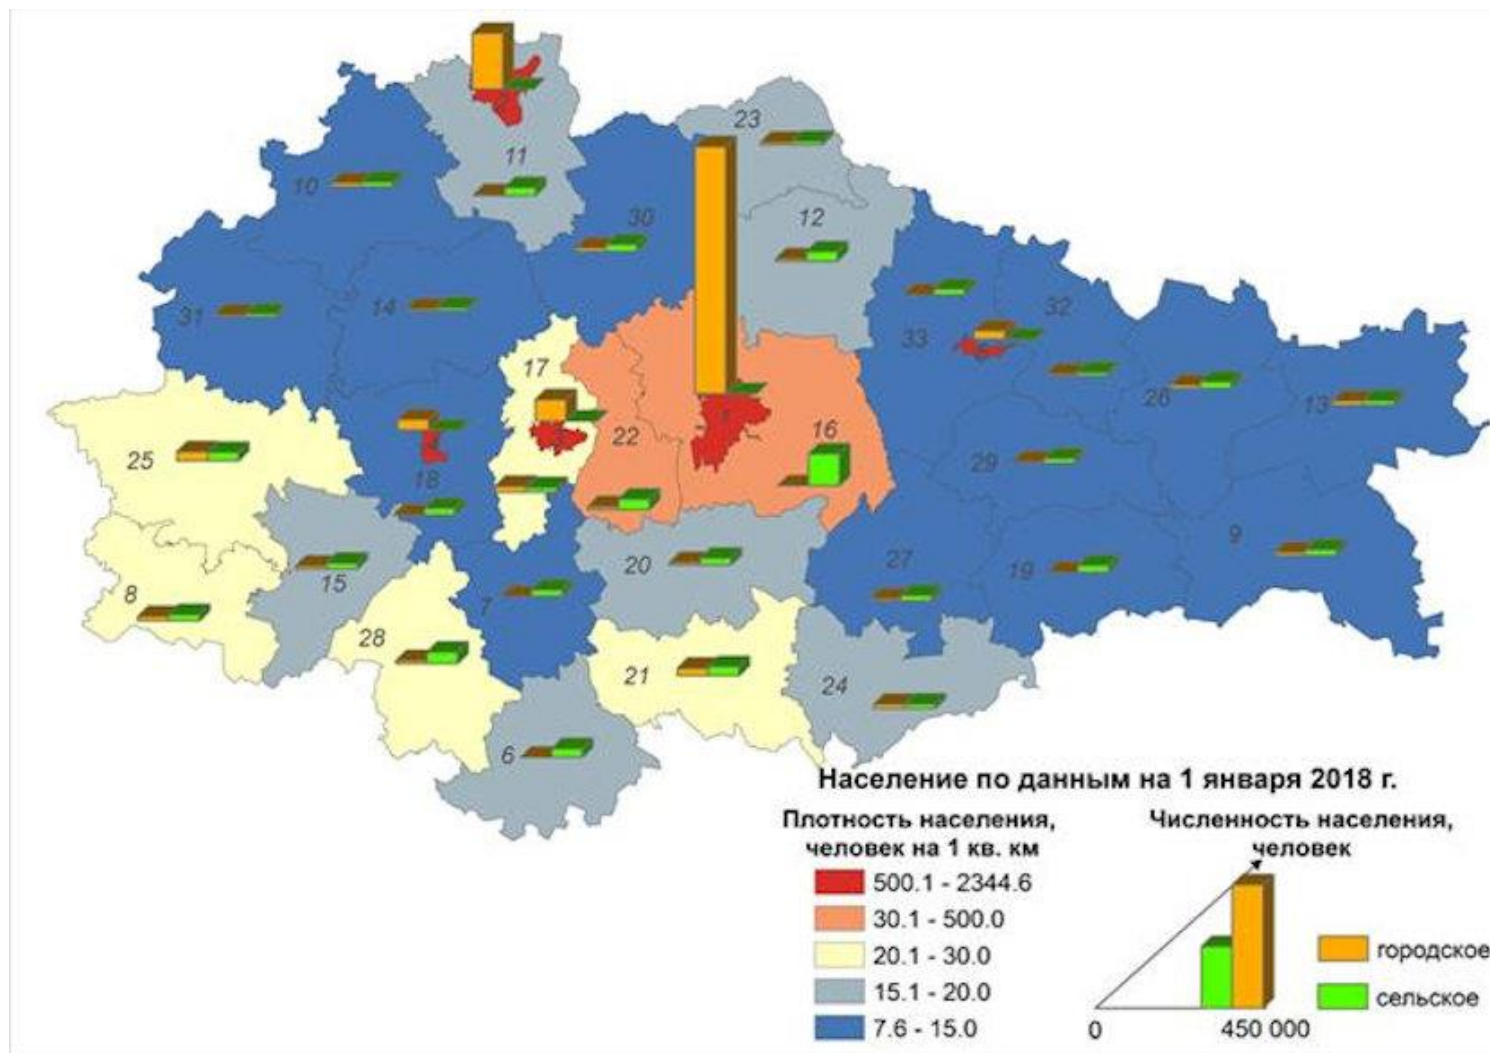 23
11
10
12
30
31
14
32
33
17
26
13
22
16
25
29
18
9
20
27
19
15
8
7
28
21
24
6
Население по данным на 1 января 2018 г.
Плотность населения,
человек на 1 кв. км
500.1 - 2344.6
30.1 - 500.0
20.1 - 30.0
15.1 - 20.0
7.6 - 15.0
Численность населения,
человек
городское
сельское
0
450 000